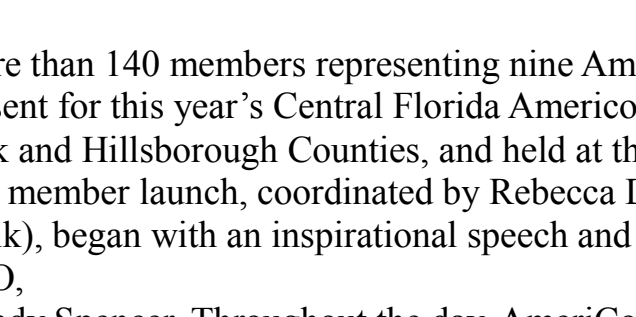 re than 140 members representing nine Am
sent for this year’s Central Florida Americo
k and Hillsborough Counties, and held at th
member launch, coordinated by Rebecca
k), began with an inspirational speech and
O,
Spencer. Throughout the day, AmeriCo